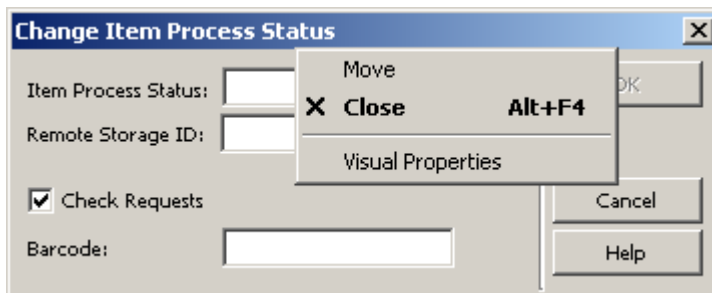 Change Item Process Status
Move
Close Alt+F4
Visual Properties
Item Process Status:
Remote Storage ID:
Check Requests
Barcode:
Cancel
Help